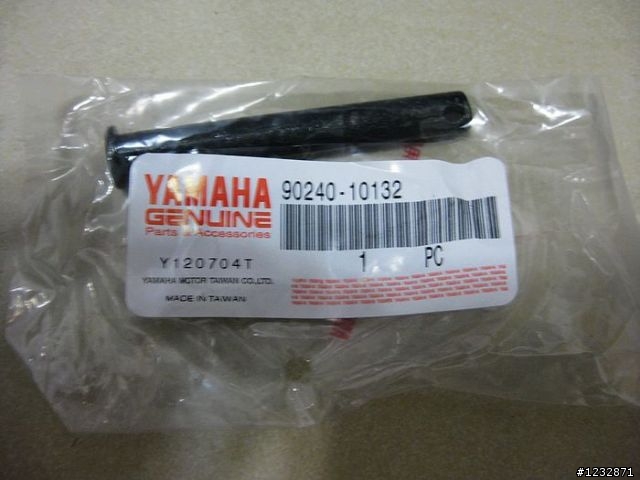 YAMAHA
GENUINE
Parts & Accessories
90240-10132
1 PC
Y120704T
YAMAHA MOTOR TAIWAN CO.,LTD.
MADE IN TAIWAN
#1232871